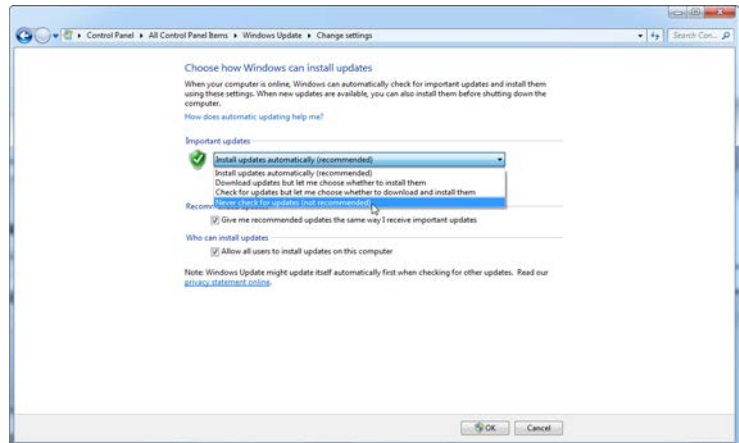 Control Panel ▸ All Control Panel Items ▸ Windows Update ▸ Change settings
Search Con...
Choose how Windows can install updates
When your computer is online, Windows can automatically check for important updates and install them
using these settings. When new updates are available, you can also install them before shutting down the
computer.
How does automatic updating help me?
Important updates
Install updates automatically (recommended)
Install updates automatically (recommended)
Download updates but let me choose whether to install them
Check for updates but let me choose whether to download and install them
Never check for updates (not recommended)
Recom
Give me recommended updates the same way I receive important updates
Who can install updates
Allow all users to install updates on this computer
Note: Windows Update might update itself automatically first when checking for other updates. Read our
privacy statement online.
OK Cancel